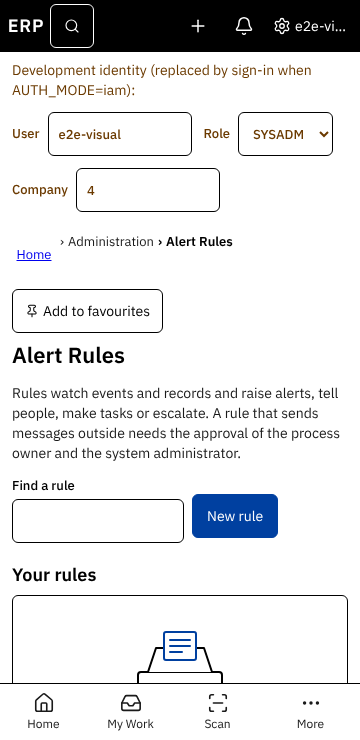 ERP e2e-vi...
Development identity (replaced by sign-in when
AUTH_MODE=iam):
User e2e-visual Role SYSADM
Company 4
Home › Administration › Alert Rules
Add to favourites
Alert Rules
Rules watch events and records and raise alerts, tell
people, make tasks or escalate. A rule that sends
messages outside needs the approval of the process
owner and the system administrator.
Find a rule
New rule
Your rules
Home My Work Scan More